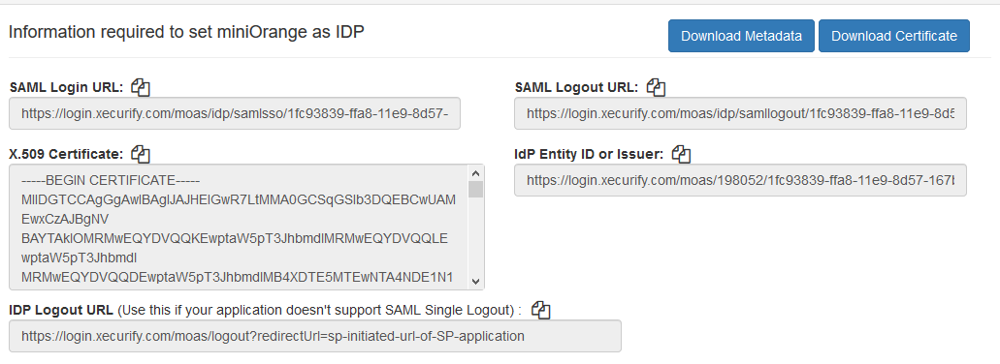 Information required to set miniOrange as IDP
Download Metadata
Download Certificate
SAML Login URL:
https://login.xecurify.com/moas/idp/samlsso/1fc93839-ffa8-11e9-8d57-
SAML Logout URL:
https://login.xecurify.com/moas/idp/samllogout/1fc93839-ffa8-11e9-8d5
X.509 Certificate:
-----BEGIN CERTIFICATE-----
MIIDGTCCAgGgAwIBAgIJAJHEIGwR7LtMMA0GCSqGSIb3DQEBCwUAM
EwxCzAJBgNV
BAYTAklOMRMwEQYDVQQKEwptaW5pT3JhbmdlMRMwEQYDVQQLE
wptaW5pT3Jhbmdl
MRMwEQYDVQQDEwptaW5pT3JhbmdlMB4XDTE5MTEwNTA4NDE1N1
IdP Entity ID or Issuer:
https://login.xecurify.com/moas/198052/1fc93839-ffa8-11e9-8d57-167b
IDP Logout URL (Use this if your application doesn't support SAML Single Logout) :
https://login.xecurify.com/moas/logout?redirectUrl=sp-initiated-url-of-SP-application